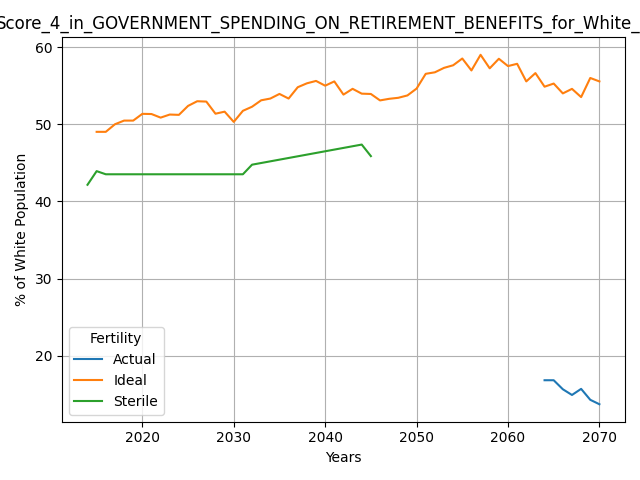 Score_4_in_GOVERNMENT_SPENDING_ON_RETIREMENT_BENEFITS_for_White_
60
50
40
30
20
% of White Population
Fertility
Actual
Ideal
Sterile
2020 2030 2040 2050 2060 2070
Years